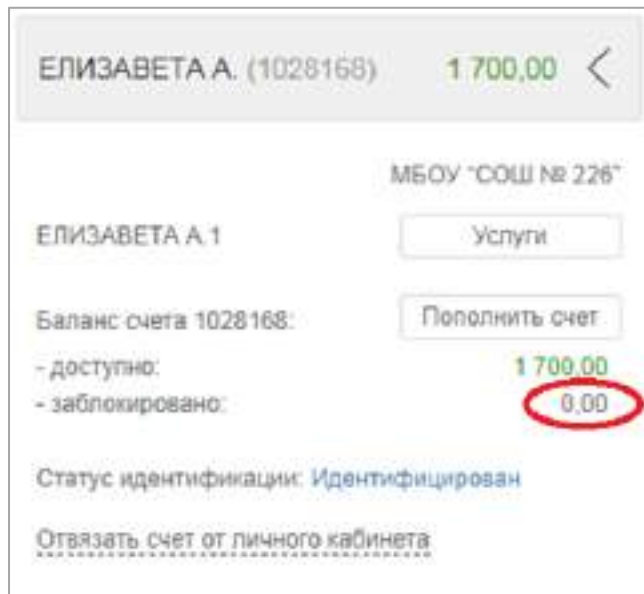 ЕЛИЗАВЕТА А. (1028168) 1 700,00
МБОУ "СОШ № 226"
ЕЛИЗАВЕТА А.1 Услуги
Баланс счета 1028168: Пополнить счет
- доступно: 1 700,00
- заблокировано: 0,00
Статус идентификации: Идентифицирован
Отвязать счет от личного кабинета